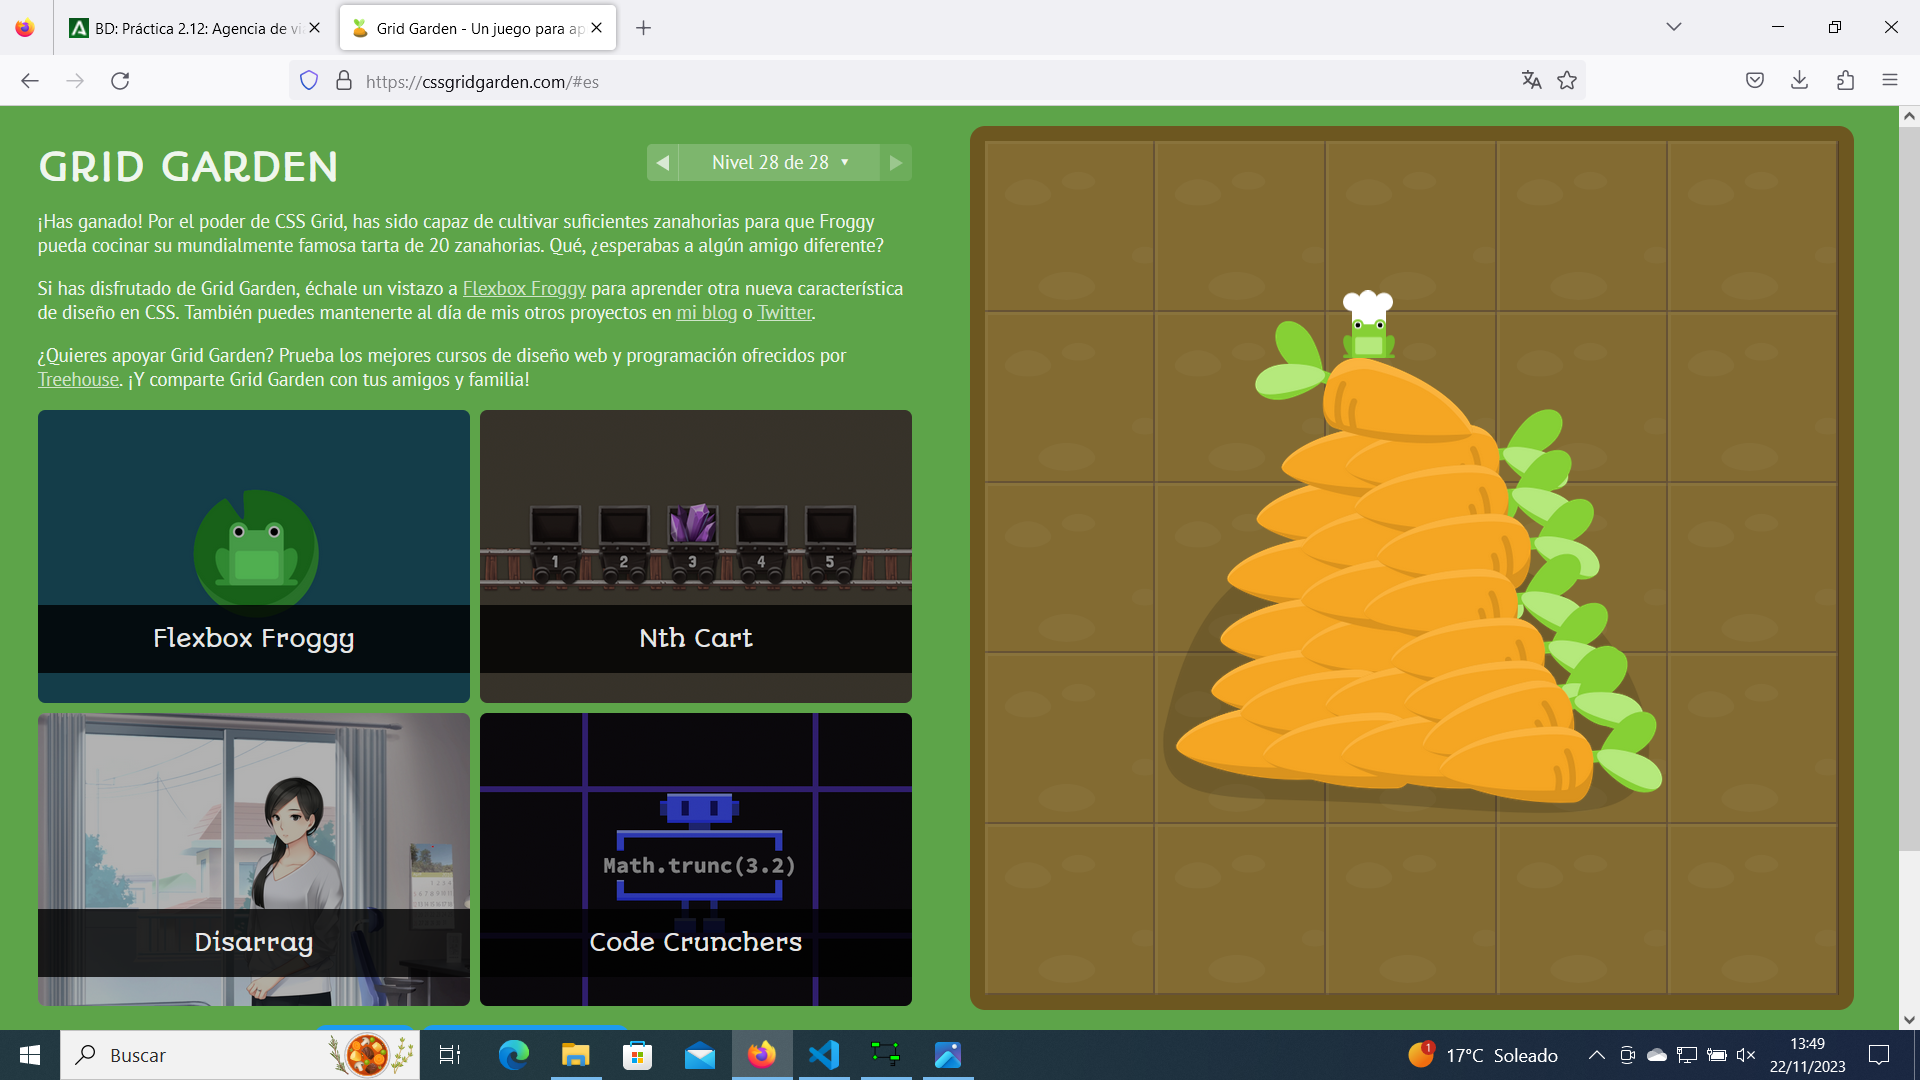 BD: Práctica 2.12: Agencia de vi
Grid Garden - Un juego para ap
https://cssgridgarden.com/#es
GRID GARDEN
Nivel 28 de 28
¡Has ganado! Por el poder de CSS Grid, has sido capaz de cultivar suficientes zanahorias para que Froggy
pueda cocinar su mundialmente famosa tarta de 20 zanahorias. Qué, ¿esperabas a algún amigo diferente?
Si has disfrutado de Grid Garden, échale un vistazo a Flexbox Froggy para aprender otra nueva característica
de diseño en CSS. También puedes mantenerte al día de mis otros proyectos en mi blog o Twitter.
¿Quieres apoyar Grid Garden? Prueba los mejores cursos de diseño web y programación ofrecidos por
Treehouse. ¡Y comparte Grid Garden con tus amigos y familia!
1 2 3 4 5
Flexbox Froggy
Nth Cart
Math.trunc(3.2)
Disarray
Code Crunchers
Buscar
1
17°C Soleado
13:49
22/11/2023